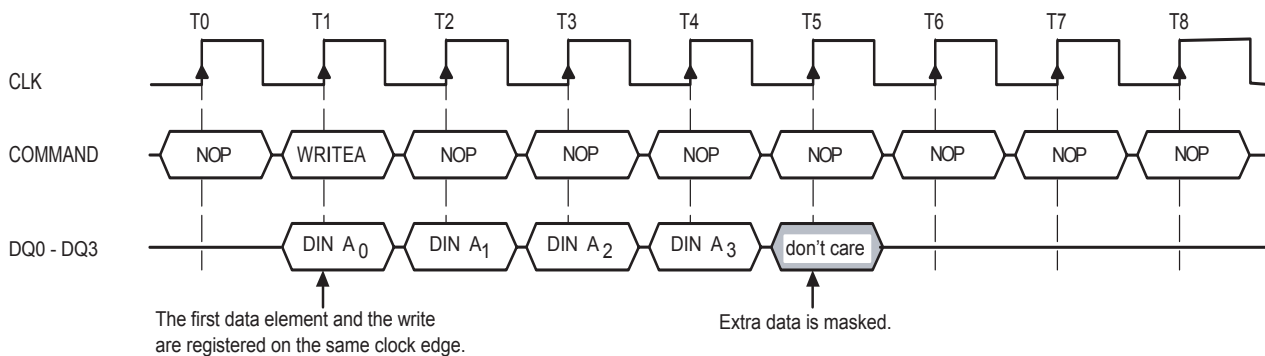 T0 T1 T2 T3 T4 T5 T6 T7 T8
CLK
COMMAND NOP WRITEA NOP NOP NOP NOP NOP NOP NOP
DQ0 - DQ3 DIN A0 DIN A1 DIN A2 DIN A3 don't care
The first data element and the write
are registered on the same clock edge.
Extra data is masked.